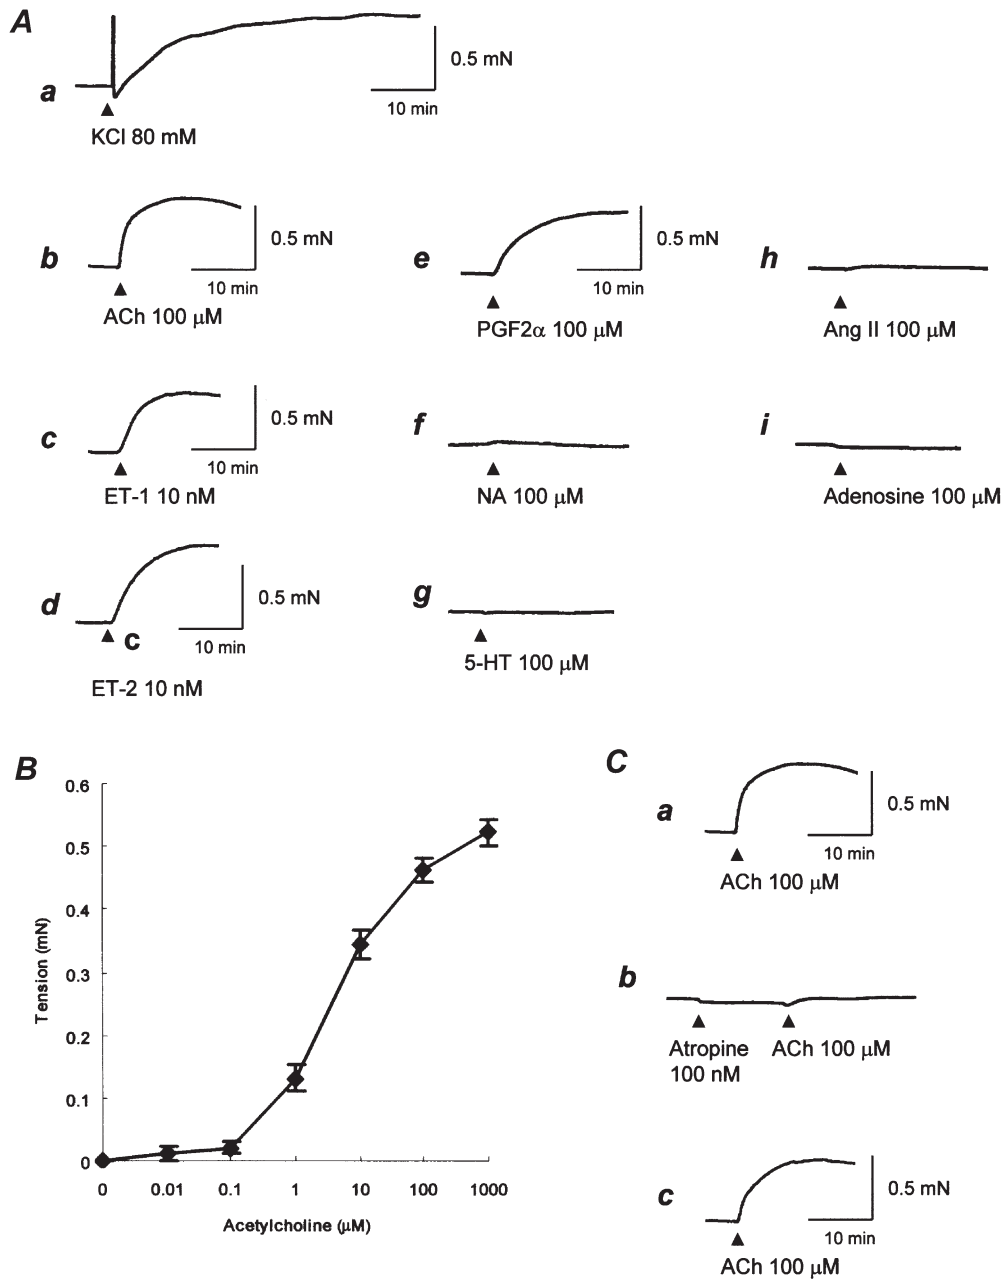 A
a
0.5 mN
10 min
KCl 80 mM
b
0.5 mN
10 min
ACh 100 μM
e
0.5 mN
10 min
PGF2α 100 μM
h
Ang II 100 μM
c
0.5 mN
10 min
ET-1 10 nM
f
NA 100 μM
i
Adenosine 100 μM
d
0.5 mN
10 min
c
ET-2 10 nM
g
5-HT 100 μM
B
0.6
0.5
0.4
0.3
0.2
0.1
0
Tension (mN)
0 0.01 0.1 1 10 100 1000
Acetylcholine (μM)
C
a
0.5 mN
10 min
ACh 100 μM
b
Atropine
100 nM
ACh 100 μM
c
0.5 mN
10 min
ACh 100 μM